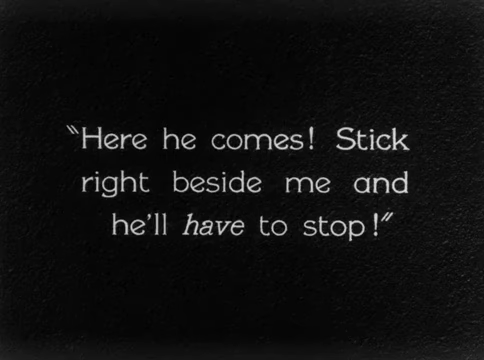 "Here he comes! Stick
right beside me and
he'll have to stop!"